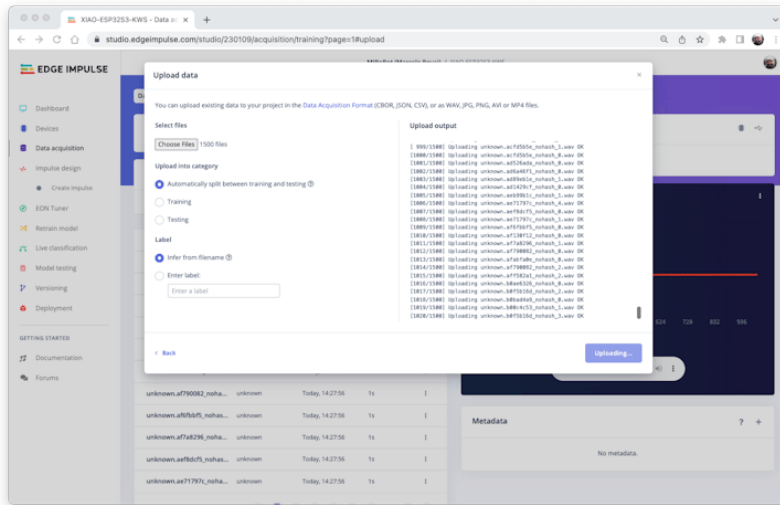 XIAO-ESP32S3-KWS - Data ac
studio.edgeimpulse.com/studio/230109/acquisition/training?page=1#upload
EDGE IMPULSE
Dashboard
Devices
Data acquisition
Impulse design
Create impulse
EON Tuner
Retrain model
Live classification
Model testing
Versioning
Deployment
GETTING STARTED
Documentation
Forums
Upload data
×
You can upload existing data to your project in the Data Acquisition Format (CBOR, JSON, CSV), or as WAV, JPG, PNG, AVI or MP4 files.
Select files
Choose Files 1500 files
Upload into category
Automatically split between training and testing
Training
Testing
Label
Infer from filename
Enter label:
Enter a label
Upload output
[ 999/1500] Uploading unknown.acfd5b5e_nohash_1.wav OK
[1000/1500] Uploading unknown.acfd5b5e_nohash_0.wav OK
[1001/1500] Uploading unknown.ad526ada_nohash_0.wav OK
[1002/1500] Uploading unknown.ad6a46f1_nohash_0.wav OK
[1003/1500] Uploading unknown.ad89eb1e_nohash_0.wav OK
[1004/1500] Uploading unknown.ad1429cf_nohash_0.wav OK
[1005/1500] Uploading unknown.aeb99b1c_nohash_1.wav OK
[1006/1500] Uploading unknown.ae71797c_nohash_4.wav OK
[1007/1500] Uploading unknown.aef8dcf5_nohash_0.wav OK
[1008/1500] Uploading unknown.ae71797c_nohash_1.wav OK
[1009/1500] Uploading unknown.af6fbbf5_nohash_0.wav OK
[1010/1500] Uploading unknown.af130f12_nohash_0.wav OK
[1011/1500] Uploading unknown.af7a8296_nohash_1.wav OK
[1012/1500] Uploading unknown.af790082_nohash_0.wav OK
[1013/1500] Uploading unknown.afabfa0e_nohash_0.wav OK
[1014/1500] Uploading unknown.af790082_nohash_2.wav OK
[1015/1500] Uploading unknown.aff582a1_nohash_2.wav OK
[1016/1500] Uploading unknown.b0ae6326_nohash_0.wav OK
[1017/1500] Uploading unknown.b0f5b16d_nohash_2.wav OK
[1018/1500] Uploading unknown.b0bad4a9_nohash_0.wav OK
[1019/1500] Uploading unknown.b00c4c53_nohash_1.wav OK
[1020/1500] Uploading unknown.b0f5b16d_nohash_3.wav OK
Back
Uploading...
624 728 832 936
unknown.af790082_noha... unknown Today, 14:27:56 1s
unknown.af6fbbf5_nohas... unknown Today, 14:27:56 1s
unknown.af7a8296_noha... unknown Today, 14:27:56 1s
unknown.aef8dcf5_nohas... unknown Today, 14:27:56 1s
unknown.ae71797c_noha... unknown Today, 14:27:56 1s
Metadata
? +
No metadata.